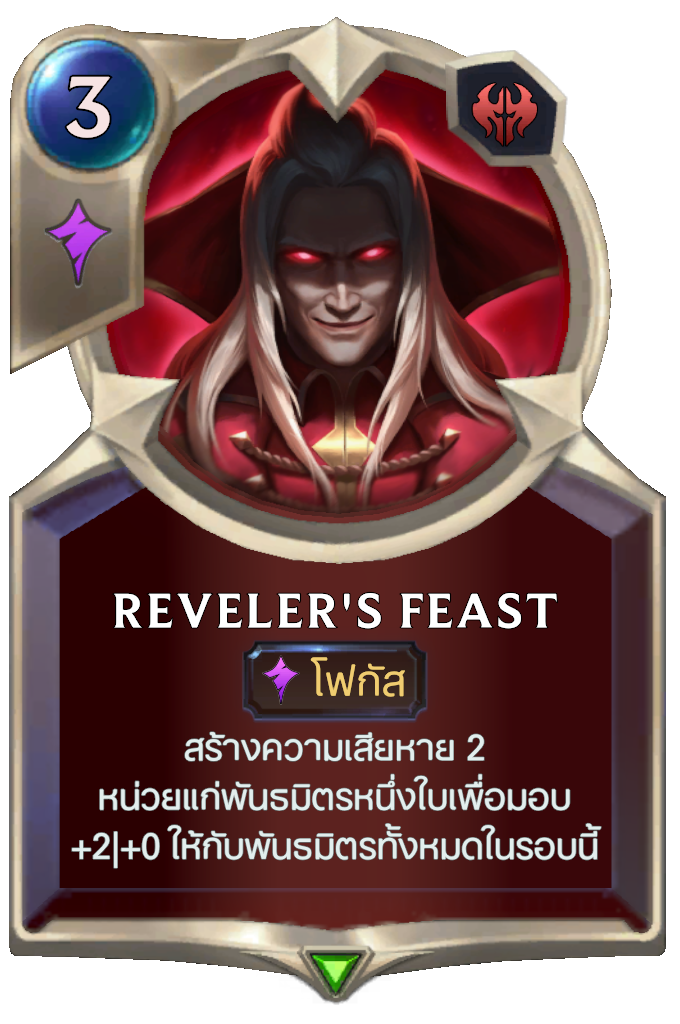 3
REVELER'S FEAST
โฟกัส
สร้างความเสียหาย 2
หน่วยแก่พันธมิตรหนึ่งใบเพื่อมอบ
+2|+0 ให้กับพันธมิตรทั้งหมดในรอบนี้